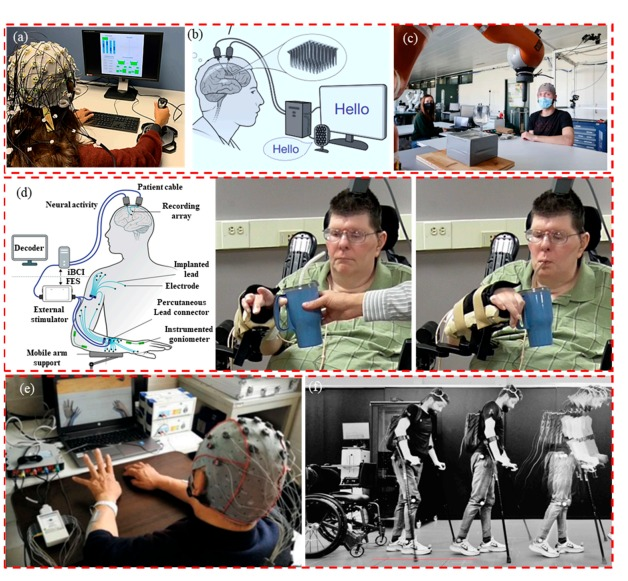 (a)
(b)
Hello
Hello
(c)
(d)
Patient cable
Neural activity
Recording
array
Decoder
iBCI
FES
Implanted
lead
Electrode
External
stimulator
Percutaneous
Lead connector
Instrumented
goniometer
Mobile arm
support
(e)
(f)